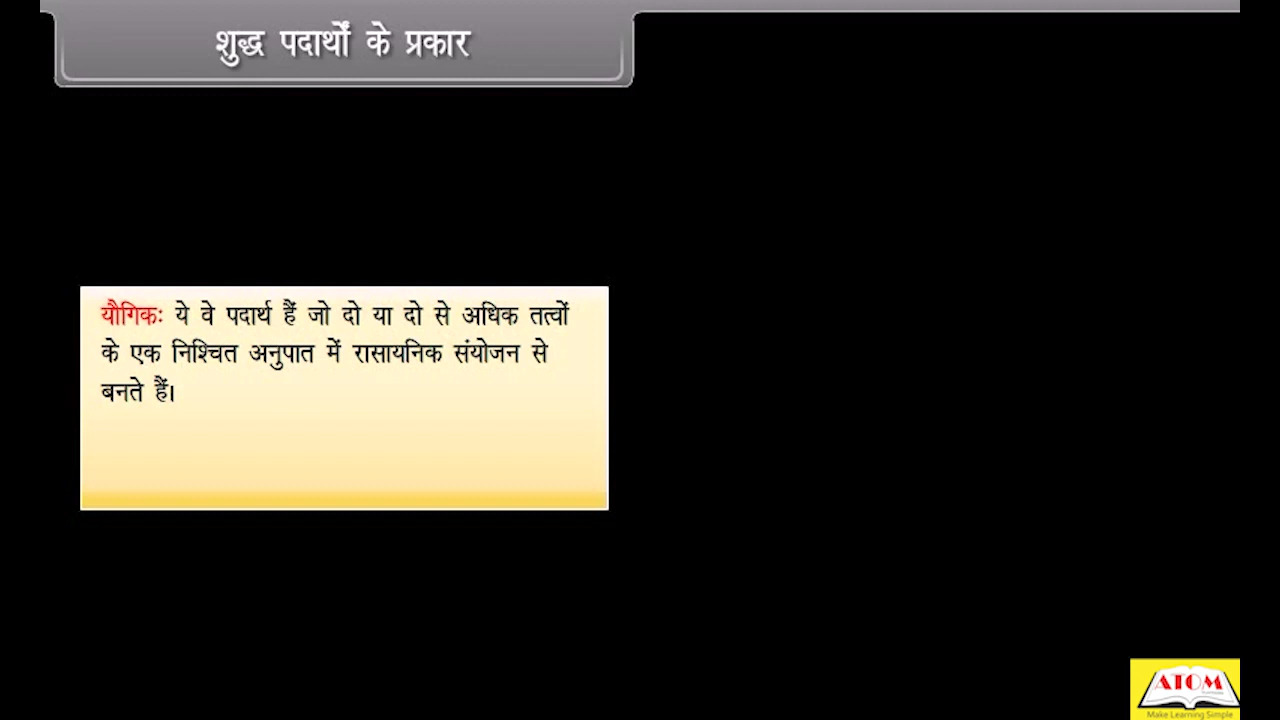 शुद्ध पदार्थों के प्रकार
यौगिकः ये वे पदार्थ हैं जो दो या दो से अधिक तत्वों
के एक निश्चित अनुपात में रासायनिक संयोजन से
बनते हैं।
ATOM
Make Learning Simple